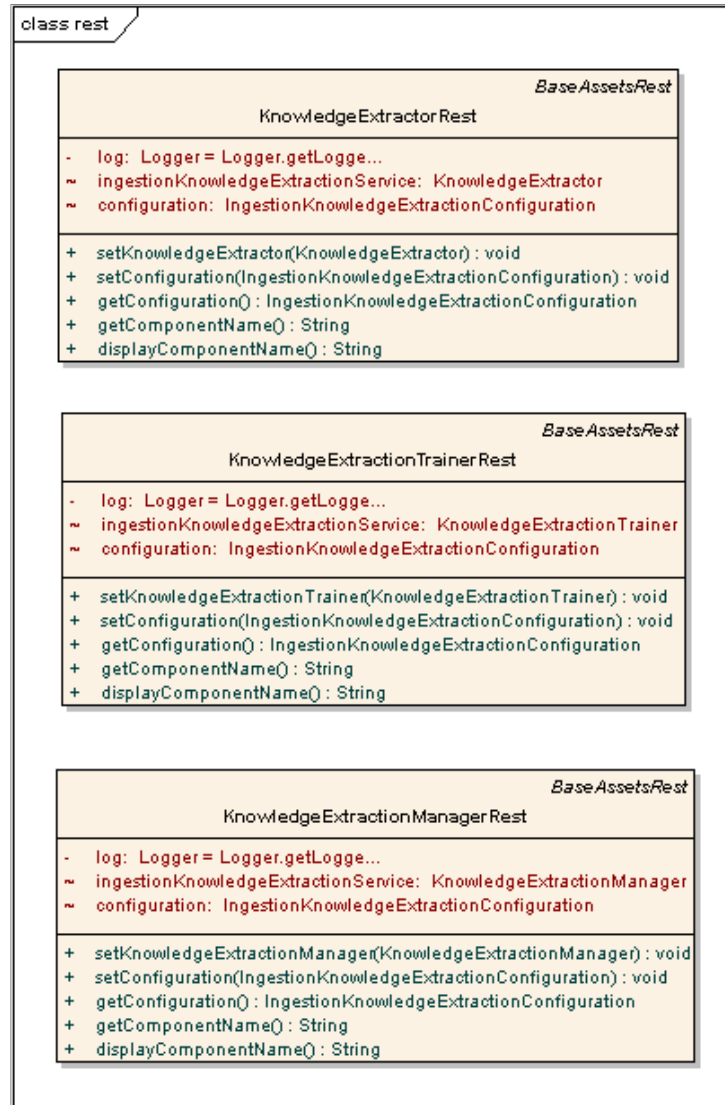 class rest
BaseAssetsRest
KnowledgeExtractorRest
- log: Logger = Logger.getLogge...
~ ingestionKnowledgeExtractionService: KnowledgeExtractor
~ configuration: IngestionKnowledgeExtractionConfiguration
+ setKnowledgeExtractor(KnowledgeExtractor) : void
+ setConfiguration(IngestionKnowledgeExtractionConfiguration) : void
+ getConfiguration() : IngestionKnowledgeExtractionConfiguration
+ getComponentName() : String
+ displayComponentName() : String
BaseAssetsRest
KnowledgeExtractionTrainerRest
- log: Logger = Logger.getLogge...
~ ingestionKnowledgeExtractionService: KnowledgeExtractionTrainer
~ configuration: IngestionKnowledgeExtractionConfiguration
+ setKnowledgeExtractionTrainer(KnowledgeExtractionTrainer) : void
+ setConfiguration(IngestionKnowledgeExtractionConfiguration) : void
+ getConfiguration() : IngestionKnowledgeExtractionConfiguration
+ getComponentName() : String
+ displayComponentName() : String
BaseAssetsRest
KnowledgeExtractionManagerRest
- log: Logger = Logger.getLogge...
~ ingestionKnowledgeExtractionService: KnowledgeExtractionManager
~ configuration: IngestionKnowledgeExtractionConfiguration
+ setKnowledgeExtractionManager(KnowledgeExtractionManager) : void
+ setConfiguration(IngestionKnowledgeExtractionConfiguration) : void
+ getConfiguration() : IngestionKnowledgeExtractionConfiguration
+ getComponentName() : String
+ displayComponentName() : String